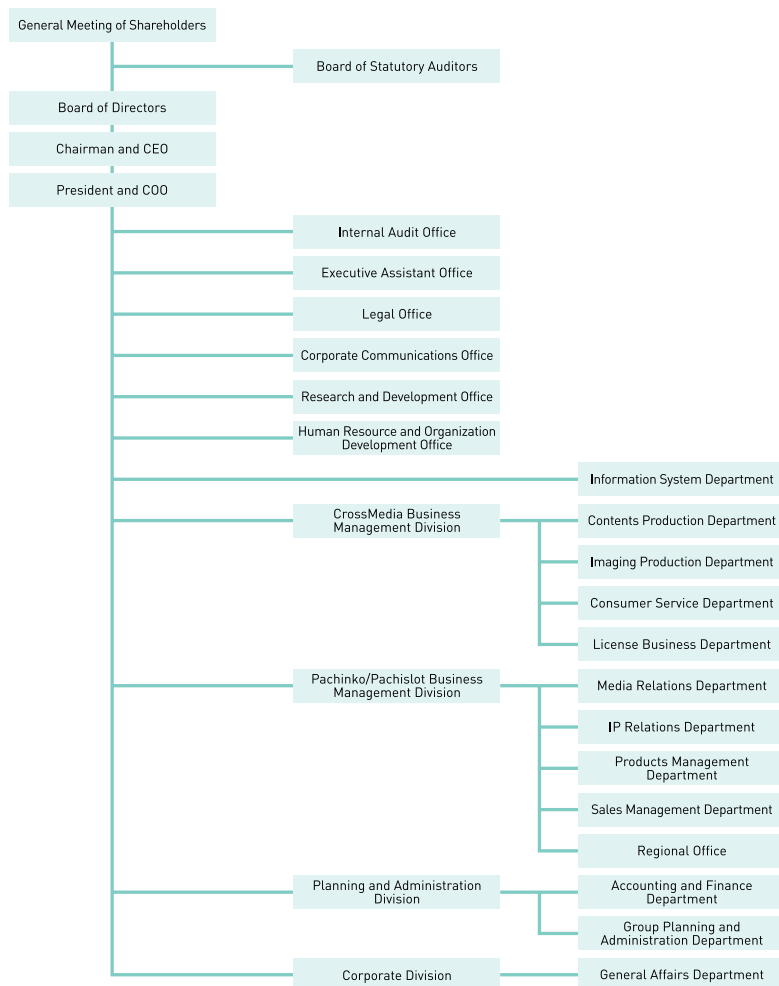 General Meeting of Shareholders
Board of Statutory Auditors
Board of Directors
Chairman and CEO
President and COO
Internal Audit Office
Executive Assistant Office
Legal Office
Corporate Communications Office
Research and Development Office
Human Resource and Organization
Development Office
Information System Department
CrossMedia Business
Management Division
Contents Production Department
Imaging Production Department
Consumer Service Department
License Business Department
Pachinko/Pachislot Business
Management Division
Media Relations Department
IP Relations Department
Products Management
Department
Sales Management Department
Regional Office
Planning and Administration
Division
Accounting and Finance
Department
Group Planning and
Administration Department
Corporate Division
General Affairs Department